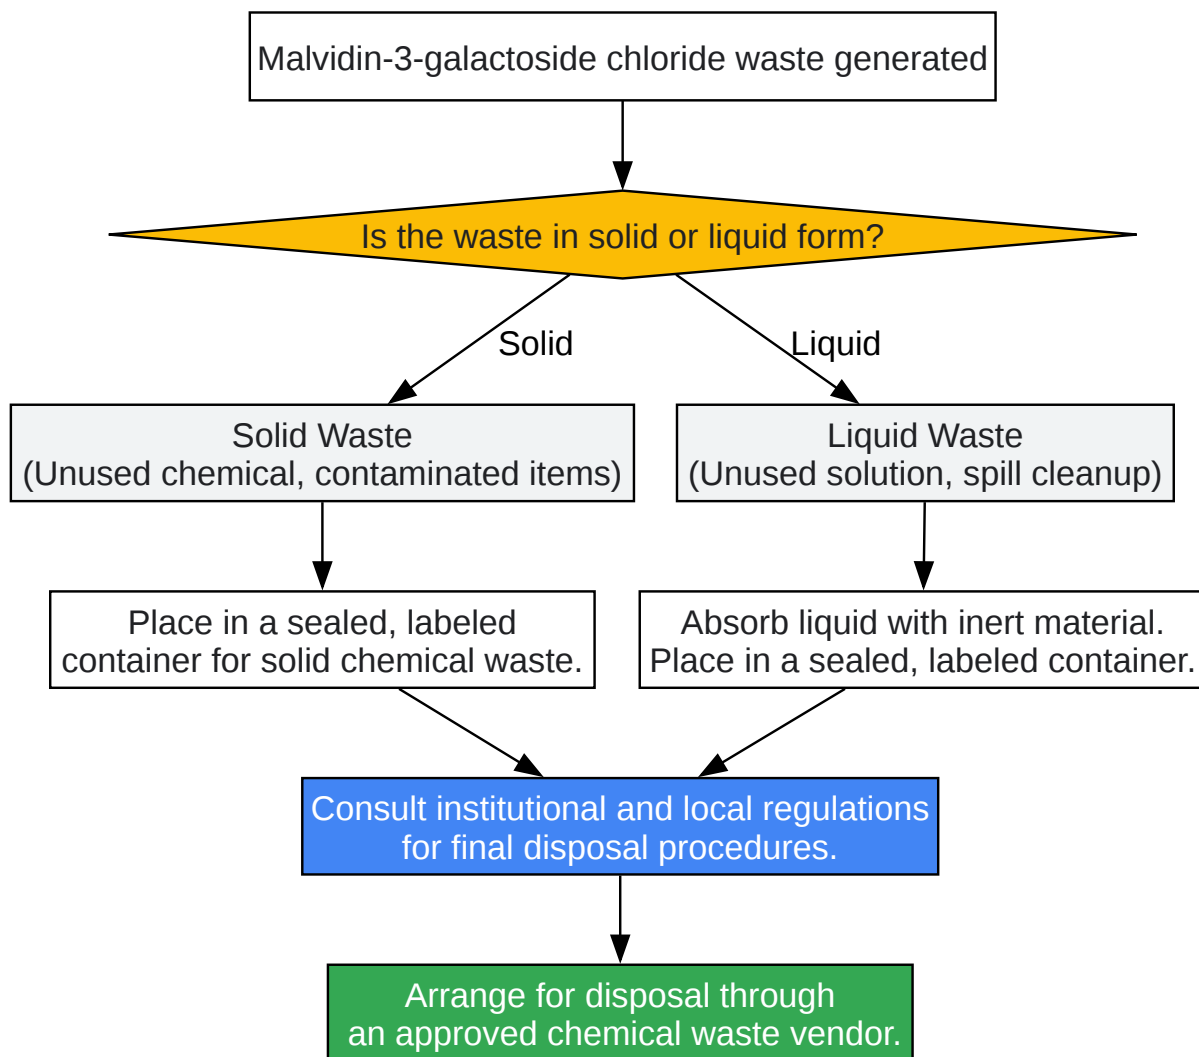 Malvidin-3-galactoside chloride waste generated
Is the waste in solid or liquid form?
Solid
Liquid
Solid Waste
(Unused chemical, contaminated items)
Liquid Waste
(Unused solution, spill cleanup)
Place in a sealed, labeled
container for solid chemical waste.
Absorb liquid with inert material.
Place in a sealed, labeled container.
Consult institutional and local regulations
for final disposal procedures.
Arrange for disposal through
an approved chemical waste vendor.